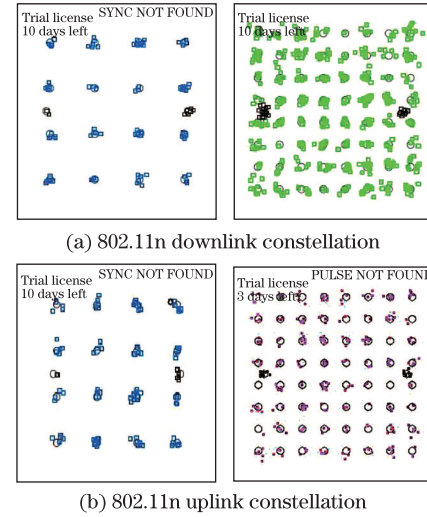 Trial license SYNC NOT FOUND
10 days left
Trial license
10 days left
(a) 802.11n downlink constellation
Trial license SYNC NOT FOUND
10 days left
PULSE NOT FOUND
Trial license
3 days left
(b) 802.11n uplink constellation